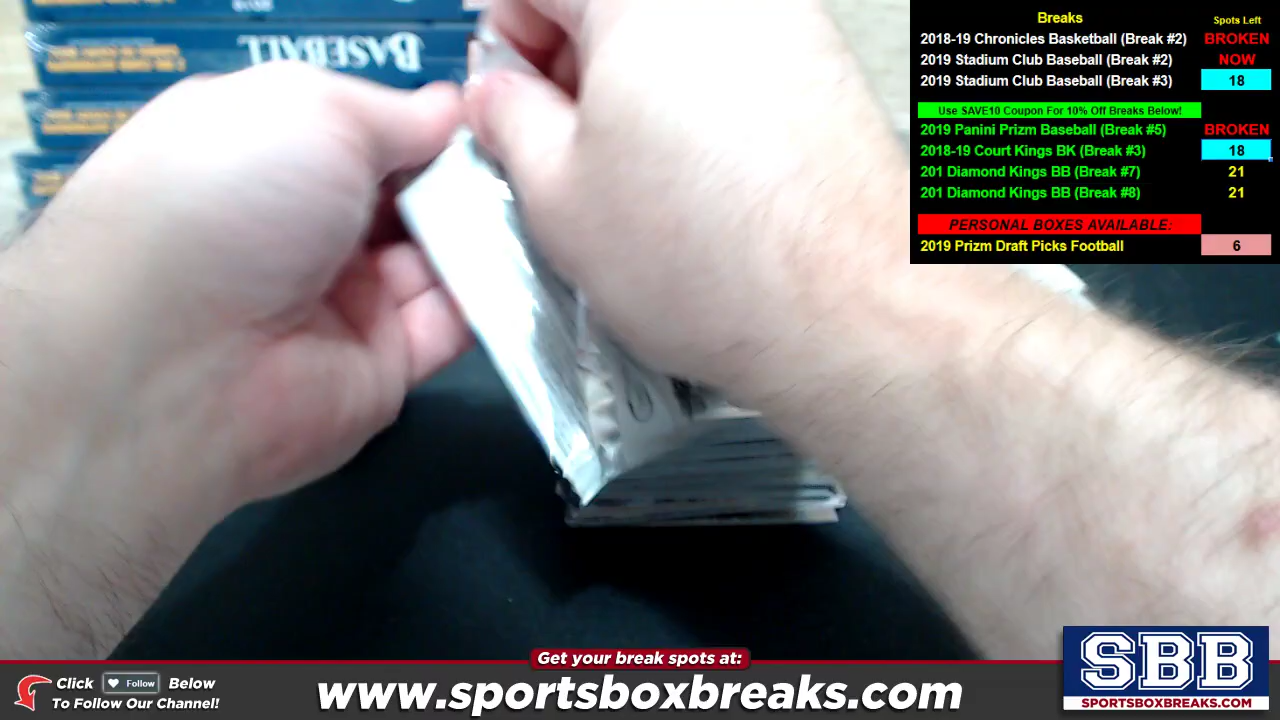 BASEBALL
Breaks Spots Left
2018-19 Chronicles Basketball (Break #2) BROKEN
2019 Stadium Club Baseball (Break #2) NOW
2019 Stadium Club Baseball (Break #3) 18
Use SAVE10 Coupon For 10% Off Breaks Below!
2019 Panini Prizm Baseball (Break #5) BROKEN
2018-19 Court Kings BK (Break #3) 18
201 Diamond Kings BB (Break #7) 21
201 Diamond Kings BB (Break #8) 21
PERSONAL BOXES AVAILABLE:
2019 Prizm Draft Picks Football 6
Get your break spots at:
Click Follow Below
To Follow Our Channel!
www.sportsboxbreaks.com
SBB
SPORTSBOXBREAKS.COM